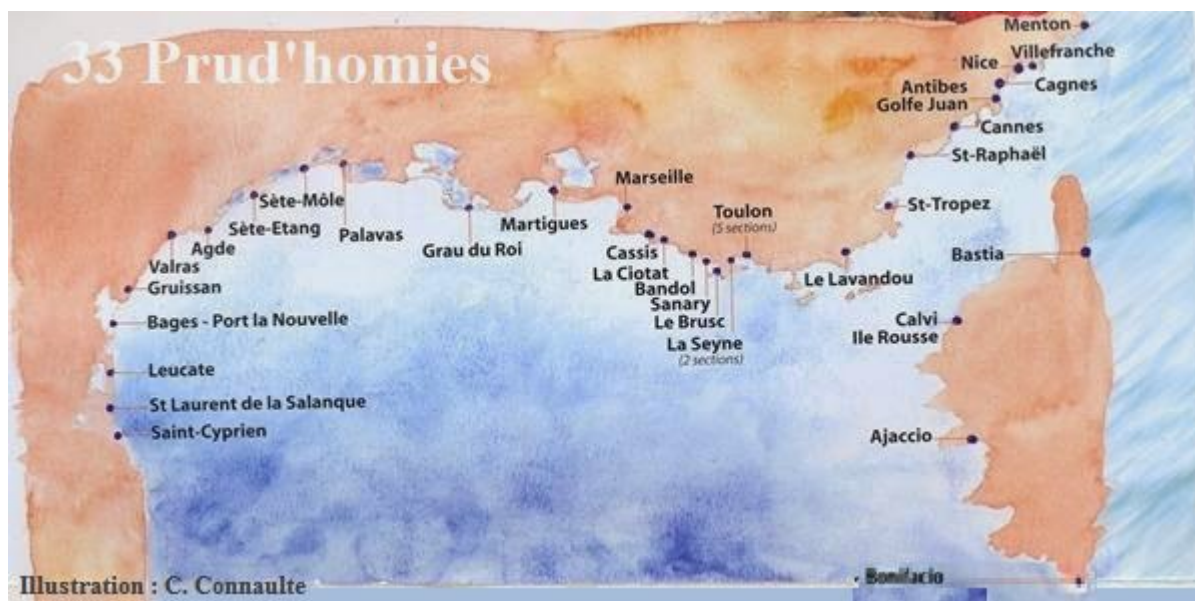 33 Prud'homies
Menton
Villefranche
Nice
Cagnes
Antibes
Golfe Juan
Cannes
St-Raphaël
St-Tropez
Marseille
Toulon
(5 sections)
Sète-Môle
Sète-Etang
Palavas
Martigues
Grau du Roi
Agde
Valras
Gruissan
Cassis
La Ciotat
Bandol
Sanary
Le Brusc
La Seyne
(2 sections)
Le Lavandou
Bastia
Bages - Port la Nouvelle
Calvi
Ile Rousse
Leucate
St Laurent de la Salanque
Saint-Cyprien
Ajaccio
Bonifacio
Illustration : C. Connaulte